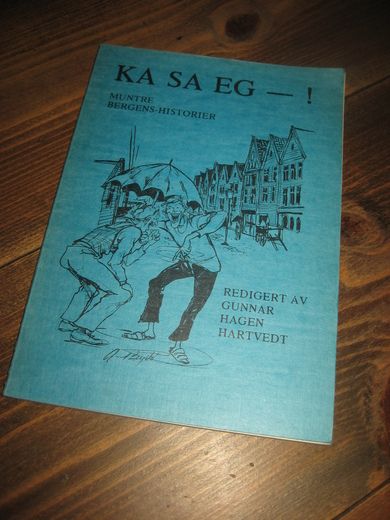 KA SA EG — !
MUNTRE
BERGENS-HISTORIER
REDIGERT AV
GUNNAR
HAGEN
HARTVEDT